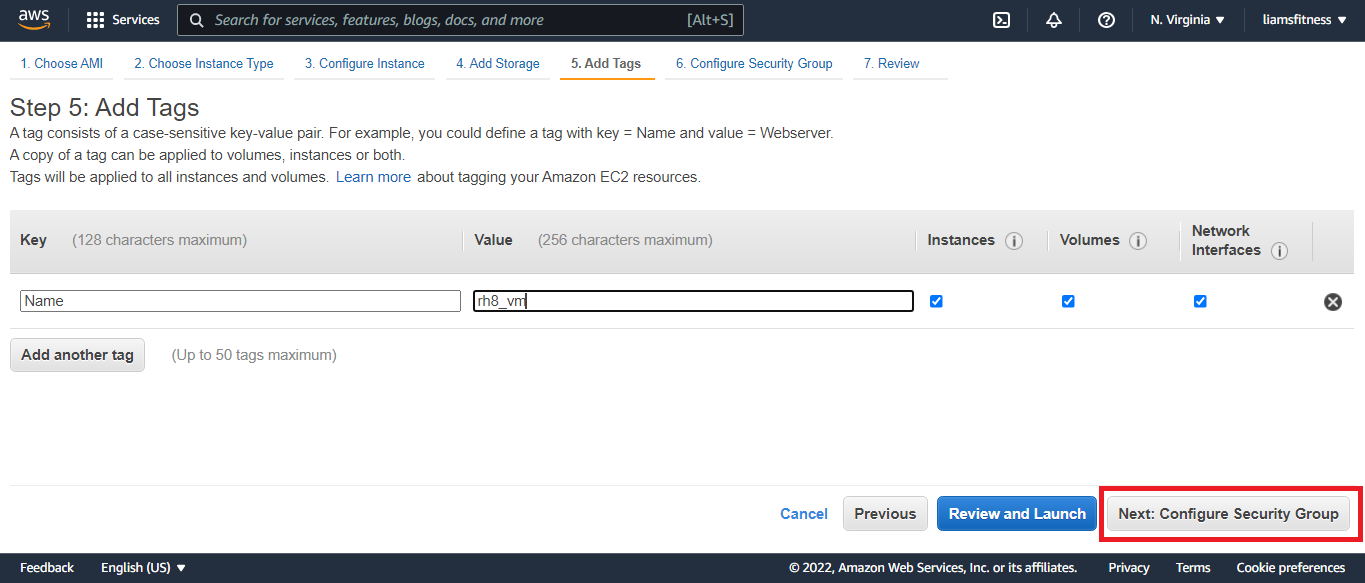 aws
Services
Search for services, features, blogs, docs, and more [Alt+S]
N. Virginia
liamsfitness
1. Choose AMI
2. Choose Instance Type
3. Configure Instance
4. Add Storage
5. Add Tags
6. Configure Security Group
7. Review
Step 5: Add Tags
A tag consists of a case-sensitive key-value pair. For example, you could define a tag with key = Name and value = Webserver.
A copy of a tag can be applied to volumes, instances or both.
Tags will be applied to all instances and volumes. Learn more about tagging your Amazon EC2 resources.
Key (128 characters maximum)
Value (256 characters maximum)
Instances
Volumes
Network
Interfaces
Name
rh8_vm
Add another tag
(Up to 50 tags maximum)
Cancel
Previous
Review and Launch
Next: Configure Security Group
Feedback
English (US)
© 2022, Amazon Web Services, Inc. or its affiliates.
Privacy
Terms
Cookie preferences